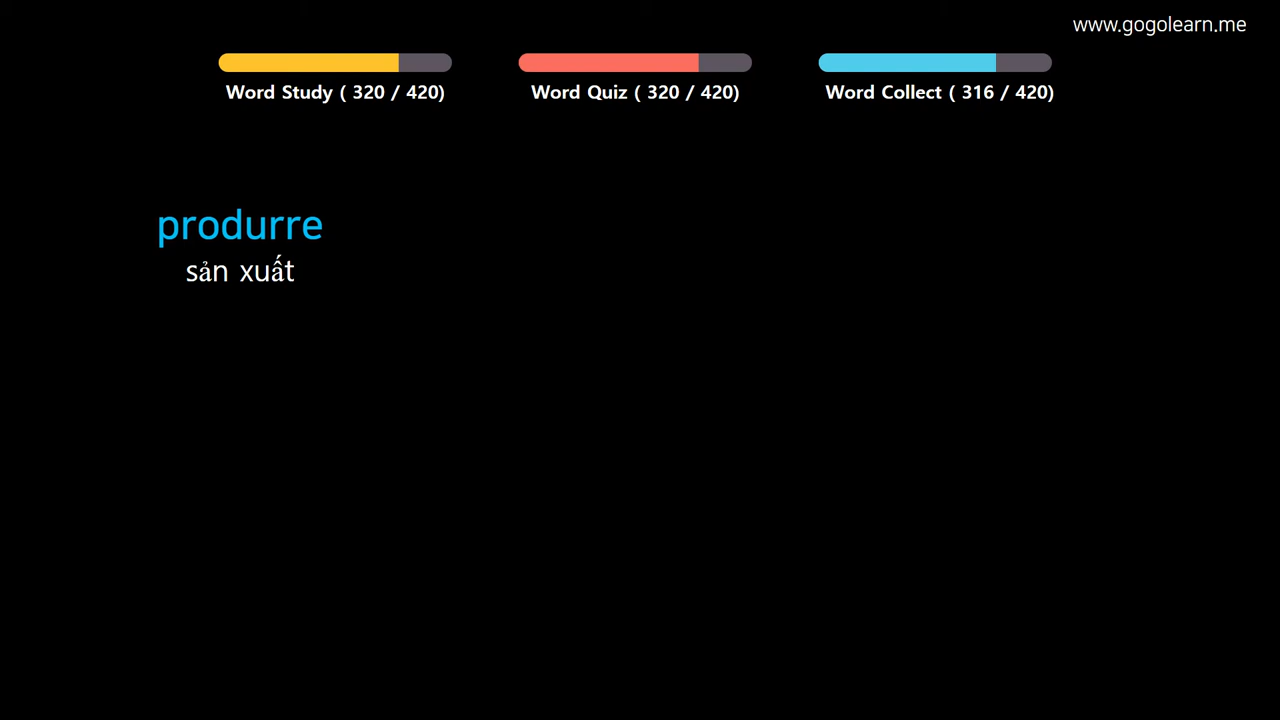 www.gogolearn.me
Word Study ( 320 / 420)
Word Quiz ( 320 / 420)
Word Collect ( 316 / 420)
produrre
sản xuất